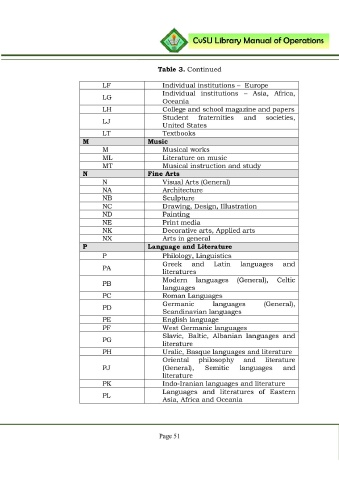 CvSU Library Manual of Operations
Table 3. Continued
LF Individual institutions – Europe
LG Individual institutions – Asia, Africa,
Oceania
LH College and school magazine and papers
LJ Student fraternities and societies,
United States
LT Textbooks
M Music
M Musical works
ML Literature on music
MT Musical instruction and study
N Fine Arts
N Visual Arts (General)
NA Architecture
NB Sculpture
NC Drawing, Design, Illustration
ND Painting
NE Print media
NK Decorative arts, Applied arts
NX Arts in general
P Language and Literature
P Philology, Linguistics
PA Greek and Latin languages and
literatures
PB Modern languages (General), Celtic
languages
PC Roman Languages
PD Germanic languages (General),
Scandinavian languages
PE English language
PF West Germanic languages
PG Slavic, Baltic, Albanian languages and
literature
PH Uralic, Basque languages and literature
PJ Oriental philosophy and literature
(General), Semitic languages and
literature
PK Indo-Iranian languages and literature
PL Languages and literatures of Eastern
Asia, Africa and Oceania
Page 51